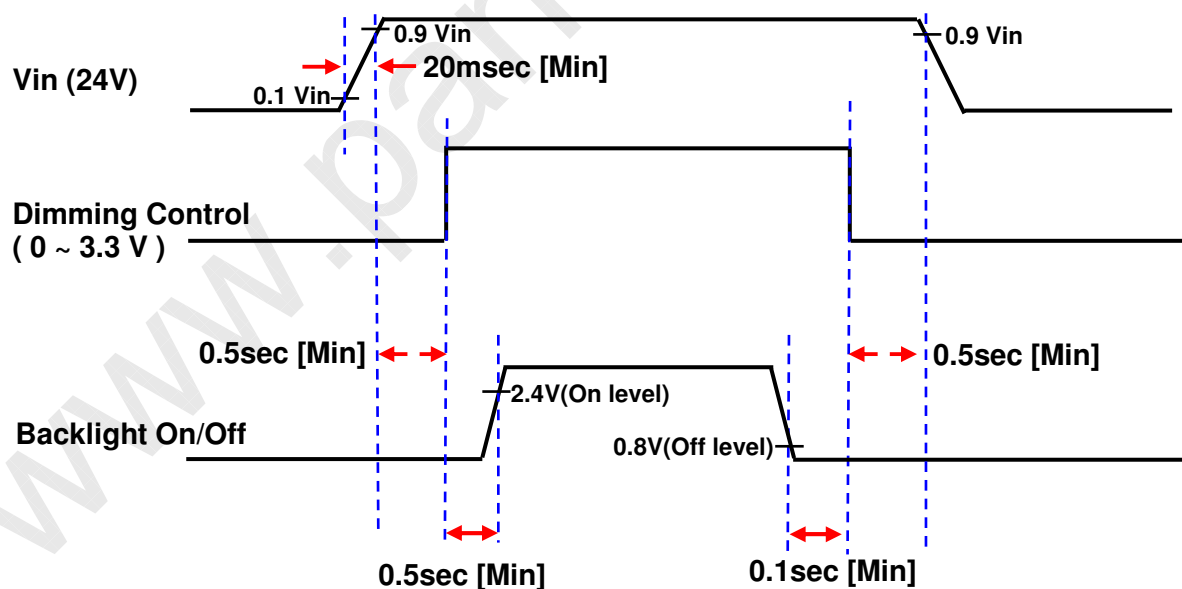 0.9 Vin
0.9 Vin
20msec [Min]
Vin (24V)
0.1 Vin
Dimming Control
( 0 ~ 3.3 V )
0.5sec [Min]
0.5sec [Min]
2.4V(On level)
Backlight On/Off
0.8V(Off level)
0.5sec [Min]
0.1sec [Min]
www.pan